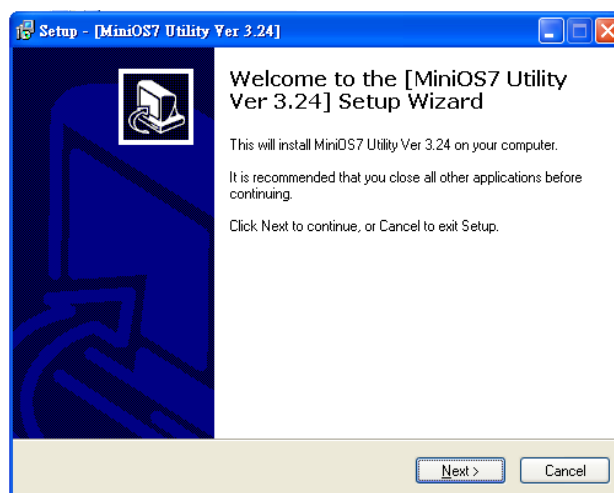 Setup - [MiniOS7 Utility Ver 3.24]
Welcome to the [MiniOS7 Utility
Ver 3.24] Setup Wizard
This will install MiniOS7 Utility Ver 3.24 on your computer.
It is recommended that you close all other applications before
continuing.
Click Next to continue, or Cancel to exit Setup.
Next >
Cancel